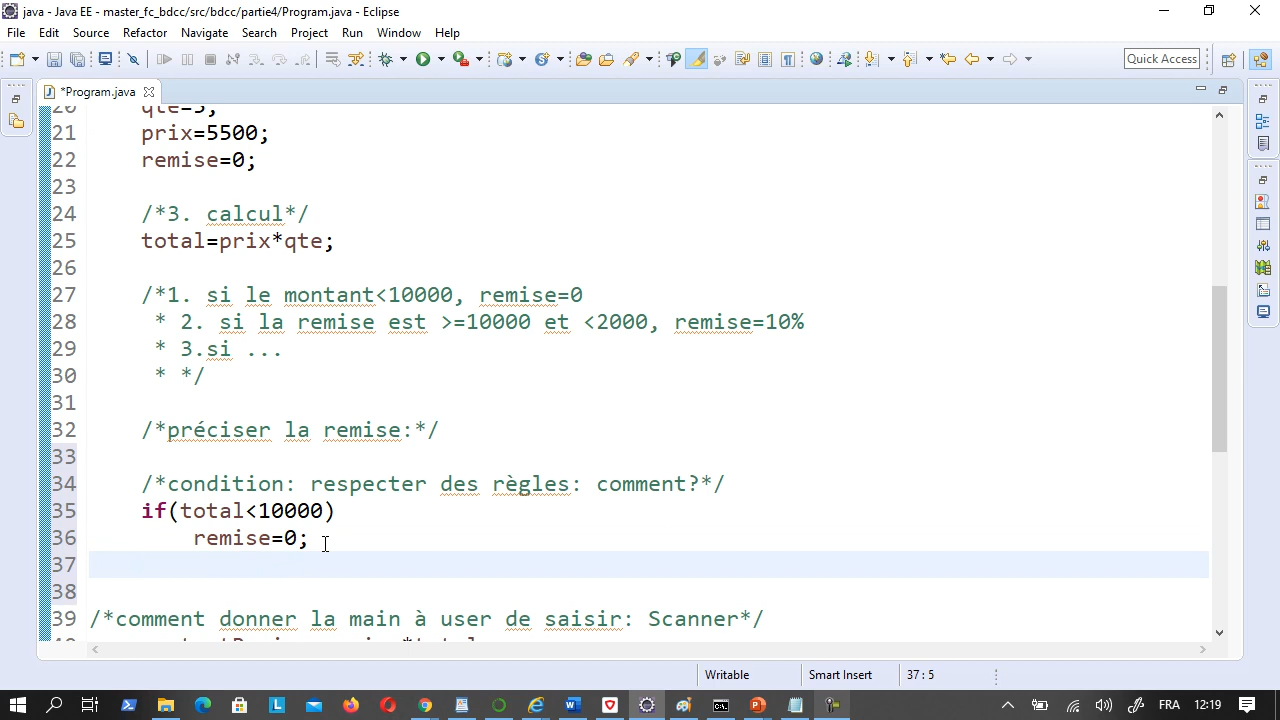 java - Java EE - master_fc_bdcc/src/bdcc/partie4/Program.java - Eclipse
File Edit Source Refactor Navigate Search Project Run Window Help
Quick Access
*Program.java
20 qte=5;
21 prix=5500;
22 remise=0;
23
24 /*3. calcul*/
25 total=prix*qte;
26
27 /*1. si le montant<10000, remise=0
28 * 2. si la remise est >=10000 et <2000, remise=10%
29 * 3.si ...
30 * */
31
32 /*préciser la remise:*/
33
34 /*condition: respecter des règles: comment?*/
35 if(total<10000)
36 remise=0;
37
38
39 /*comment donner la main à user de saisir: Scanner*/
Writable Smart Insert 37 : 5
FRA 12:19